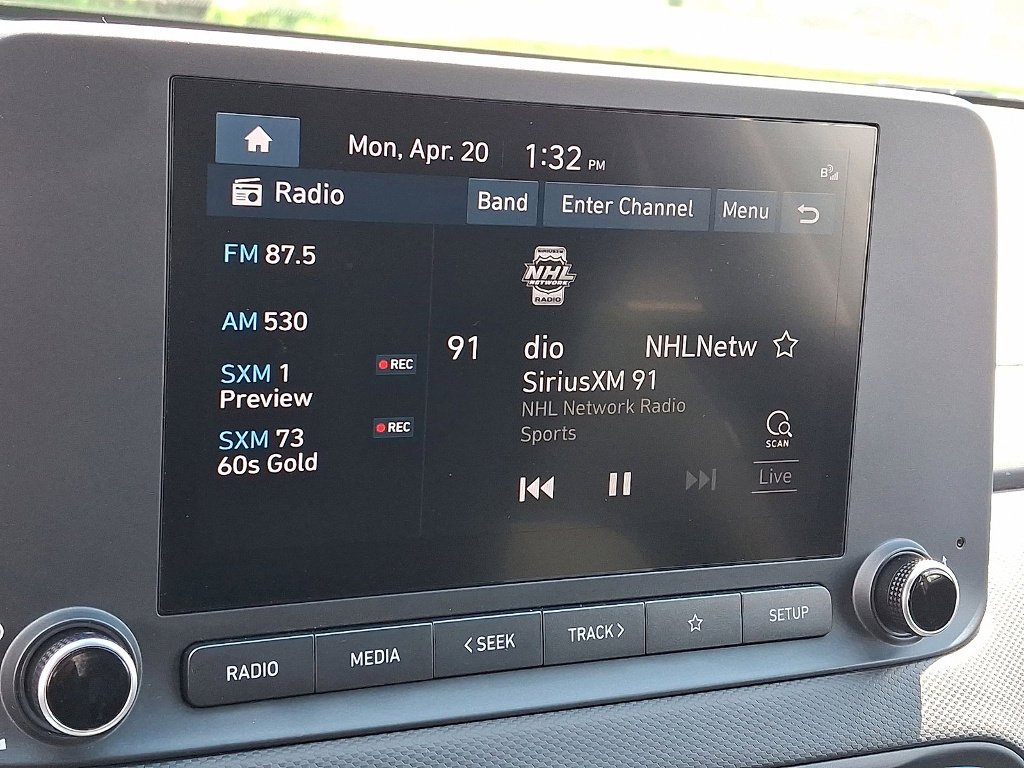 Mon, Apr. 20 1:32 PM
B
Radio Band Enter Channel Menu
FM 87.5
AM 530
SXM 1 REC
Preview
SXM 73 REC
60s Gold
SIRIUSXM
NHL
NETWORK
RADIO
91 dio NHLNetw
SiriusXM 91
NHL Network Radio
Sports
SCAN
Live
RADIO MEDIA <SEEK TRACK> SETUP